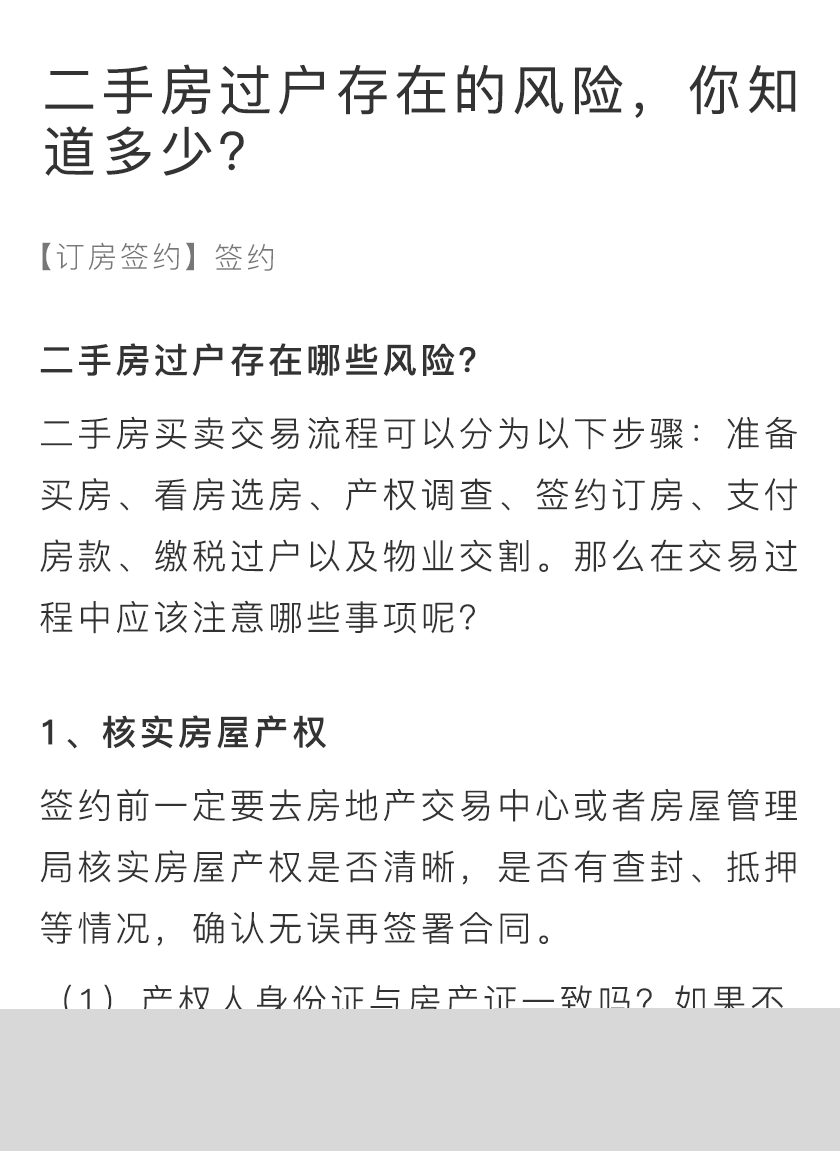 二手房过户存在的风险，你知
道多少？
【订房签约】签约
二手房过户存在哪些风险？
二手房买卖交易流程可以分为以下步骤：准备
买房、看房选房、产权调查、签约订房、支付
房款、缴税过户以及物业交割。那么在交易过
程中应该注意哪些事项呢？
1、核实房屋产权
签约前一定要去房地产交易中心或者房屋管理
局核实房屋产权是否清晰，是否有查封、抵押
等情况，确认无误再签署合同。
（1）产权人身份证与房产证一致吗？如果不